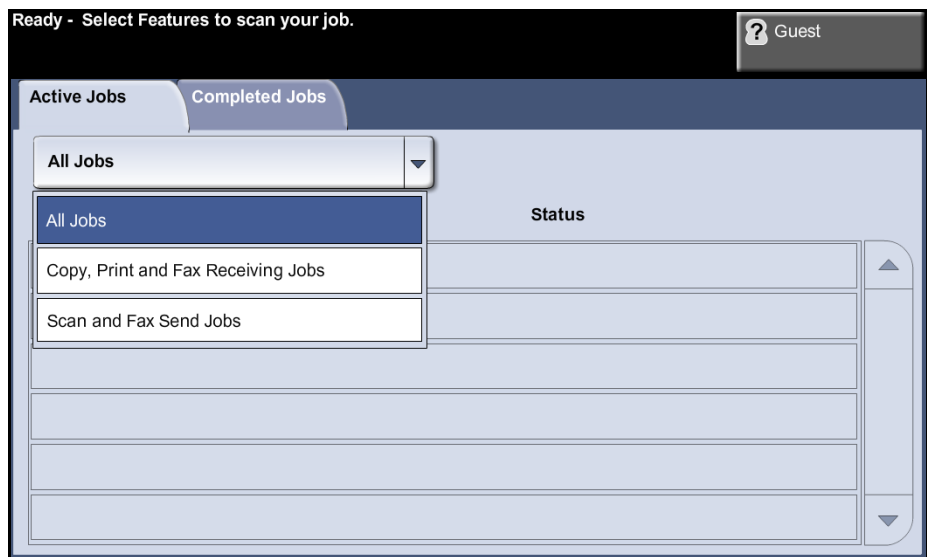 Ready - Select Features to scan your job.
? Guest
Active Jobs
Completed Jobs
All Jobs
All Jobs
Status
Copy, Print and Fax Receiving Jobs
Scan and Fax Send Jobs